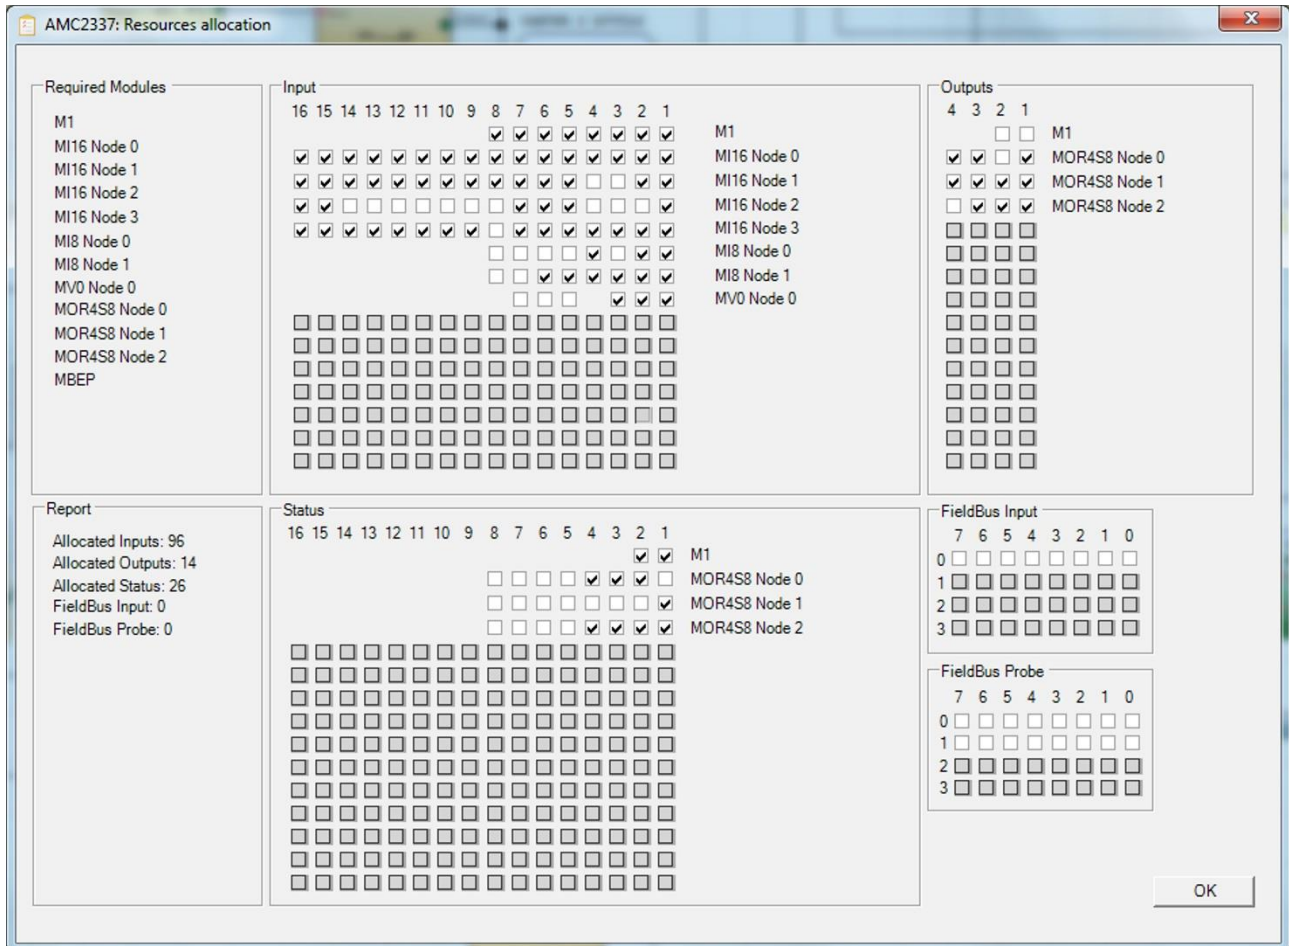 AMC2337: Resources allocation
Required Modules
M1
MI16 Node 0
MI16 Node 1
MI16 Node 2
MI16 Node 3
MI8 Node 0
MI8 Node 1
MV0 Node 0
MOR4S8 Node 0
MOR4S8 Node 1
MOR4S8 Node 2
MBEP
Input
16 15 14 13 12 11 10 9 8 7 6 5 4 3 2 1
M1
MI16 Node 0
MI16 Node 1
MI16 Node 2
MI16 Node 3
MI8 Node 0
MI8 Node 1
MV0 Node 0
Outputs
4 3 2 1
M1
MOR4S8 Node 0
MOR4S8 Node 1
MOR4S8 Node 2
Report
Allocated Inputs: 96
Allocated Outputs: 14
Allocated Status: 26
FieldBus Input: 0
FieldBus Probe: 0
Status
16 15 14 13 12 11 10 9 8 7 6 5 4 3 2 1
M1
MOR4S8 Node 0
MOR4S8 Node 1
MOR4S8 Node 2
FieldBus Input
7 6 5 4 3 2 1 0
0
1
2
3
FieldBus Probe
7 6 5 4 3 2 1 0
0
1
2
3
OK